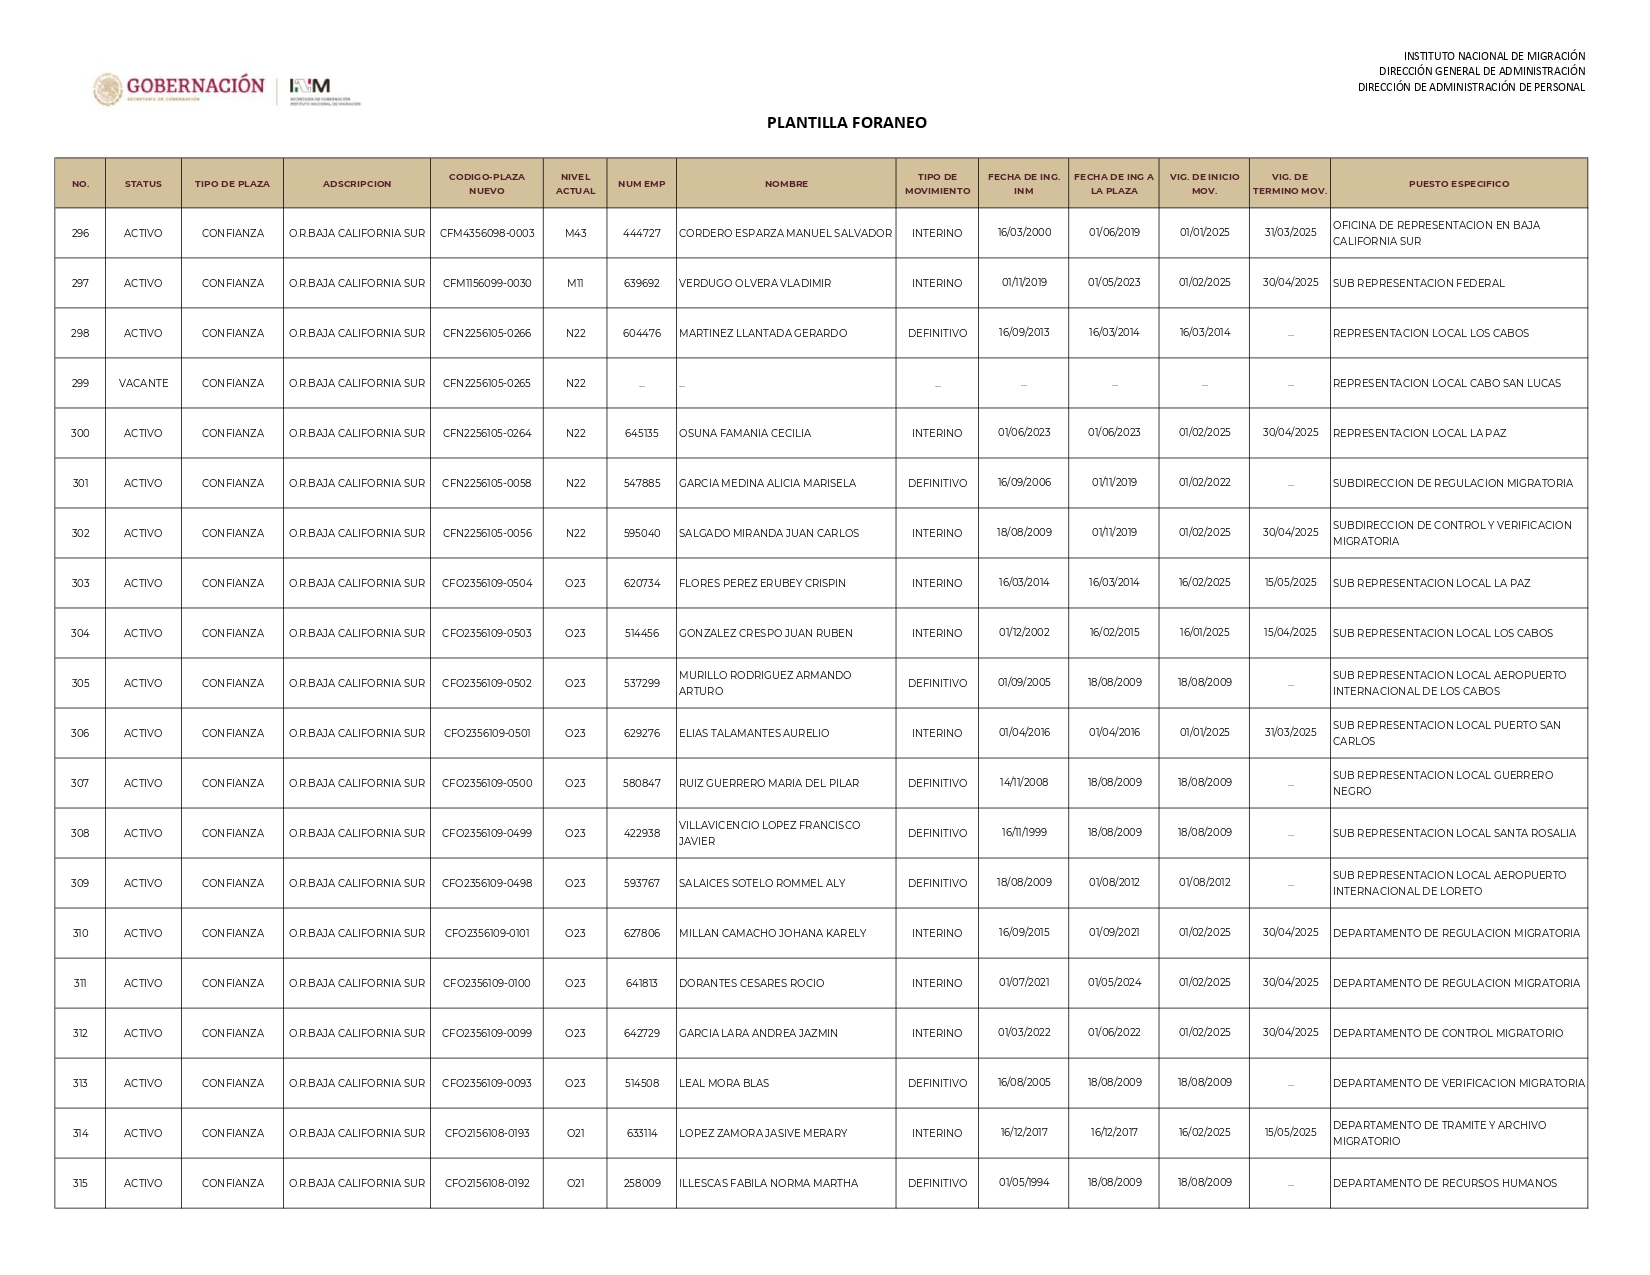 INSTITUTO NACIONAL DE MIGRACIÓN
DIRECCIÓN GENERAL DE ADMINISTRACIÓN
DIRECCIÓN DE ADMINISTRACIÓN DE PERSONAL
GOBERNACIÓN
SECRETARÍA DE GOBERNACIÓN
INM
SECRETARÍA DE GOBERNACIÓN
INSTITUTO NACIONAL DE MIGRACIÓN
PLANTILLA FORANEO
NO. STATUS TIPO DE PLAZA ADSCRIPCION CODIGO-PLAZA NUEVO NIVEL ACTUAL NUM EMP NOMBRE TIPO DE MOVIMIENTO FECHA DE ING. INM FECHA DE ING A LA PLAZA VIG. DE INICIO MOV. VIG. DE TERMINO MOV. PUESTO ESPECIFICO
296 ACTIVO CONFIANZA O.R.BAJA CALIFORNIA SUR CFM4356098-0003 M43 444727 CORDERO ESPARZA MANUEL SALVADOR INTERINO 16/03/2000 01/06/2019 01/01/2025 31/03/2025 OFICINA DE REPRESENTACION EN BAJA CALIFORNIA SUR
297 ACTIVO CONFIANZA O.R.BAJA CALIFORNIA SUR CFM1156099-0030 M11 639692 VERDUGO OLVERA VLADIMIR INTERINO 01/11/2019 01/05/2023 01/02/2025 30/04/2025 SUB REPRESENTACION FEDERAL
298 ACTIVO CONFIANZA O.R.BAJA CALIFORNIA SUR CFN2256105-0266 N22 604476 MARTINEZ LLANTADA GERARDO DEFINITIVO 16/09/2013 16/03/2014 16/03/2014 ... REPRESENTACION LOCAL LOS CABOS
299 VACANTE CONFIANZA O.R.BAJA CALIFORNIA SUR CFN2256105-0265 N22 ... ... ... ... ... ... ... REPRESENTACION LOCAL CABO SAN LUCAS
300 ACTIVO CONFIANZA O.R.BAJA CALIFORNIA SUR CFN2256105-0264 N22 645135 OSUNA FAMANIA CECILIA INTERINO 01/06/2023 01/06/2023 01/02/2025 30/04/2025 REPRESENTACION LOCAL LA PAZ
301 ACTIVO CONFIANZA O.R.BAJA CALIFORNIA SUR CFN2256105-0058 N22 547885 GARCIA MEDINA ALICIA MARISELA DEFINITIVO 16/09/2006 01/11/2019 01/02/2022 ... SUBDIRECCION DE REGULACION MIGRATORIA
302 ACTIVO CONFIANZA O.R.BAJA CALIFORNIA SUR CFN2256105-0056 N22 595040 SALGADO MIRANDA JUAN CARLOS INTERINO 18/08/2009 01/11/2019 01/02/2025 30/04/2025 SUBDIRECCION DE CONTROL Y VERIFICACION MIGRATORIA
303 ACTIVO CONFIANZA O.R.BAJA CALIFORNIA SUR CFO2356109-0504 O23 620734 FLORES PEREZ ERUBEY CRISPIN INTERINO 16/03/2014 16/03/2014 16/02/2025 15/05/2025 SUB REPRESENTACION LOCAL LA PAZ
304 ACTIVO CONFIANZA O.R.BAJA CALIFORNIA SUR CFO2356109-0503 O23 514456 GONZALEZ CRESPO JUAN RUBEN INTERINO 01/12/2002 16/02/2015 16/01/2025 15/04/2025 SUB REPRESENTACION LOCAL LOS CABOS
305 ACTIVO CONFIANZA O.R.BAJA CALIFORNIA SUR CFO2356109-0502 O23 537299 MURILLO RODRIGUEZ ARMANDO ARTURO DEFINITIVO 01/09/2005 18/08/2009 18/08/2009 ... SUB REPRESENTACION LOCAL AEROPUERTO INTERNACIONAL DE LOS CABOS
306 ACTIVO CONFIANZA O.R.BAJA CALIFORNIA SUR CFO2356109-0501 O23 629276 ELIAS TALAMANTES AURELIO INTERINO 01/04/2016 01/04/2016 01/01/2025 31/03/2025 SUB REPRESENTACION LOCAL PUERTO SAN CARLOS
307 ACTIVO CONFIANZA O.R.BAJA CALIFORNIA SUR CFO2356109-0500 O23 580847 RUIZ GUERRERO MARIA DEL PILAR DEFINITIVO 14/11/2008 18/08/2009 18/08/2009 ... SUB REPRESENTACION LOCAL GUERRERO NEGRO
308 ACTIVO CONFIANZA O.R.BAJA CALIFORNIA SUR CFO2356109-0499 O23 422938 VILLAVICENCIO LOPEZ FRANCISCO JAVIER DEFINITIVO 16/11/1999 18/08/2009 18/08/2009 ... SUB REPRESENTACION LOCAL SANTA ROSALIA
309 ACTIVO CONFIANZA O.R.BAJA CALIFORNIA SUR CFO2356109-0498 O23 593767 SALAICES SOTELO ROMMEL ALY DEFINITIVO 18/08/2009 01/08/2012 01/08/2012 ... SUB REPRESENTACION LOCAL AEROPUERTO INTERNACIONAL DE LORETO
310 ACTIVO CONFIANZA O.R.BAJA CALIFORNIA SUR CFO2356109-0101 O23 627806 MILLAN CAMACHO JOHANA KARELY INTERINO 16/09/2015 01/09/2021 01/02/2025 30/04/2025 DEPARTAMENTO DE REGULACION MIGRATORIA
311 ACTIVO CONFIANZA O.R.BAJA CALIFORNIA SUR CFO2356109-0100 O23 641813 DORANTES CESARES ROCIO INTERINO 01/07/2021 01/05/2024 01/02/2025 30/04/2025 DEPARTAMENTO DE REGULACION MIGRATORIA
312 ACTIVO CONFIANZA O.R.BAJA CALIFORNIA SUR CFO2356109-0099 O23 642729 GARCIA LARA ANDREA JAZMIN INTERINO 01/03/2022 01/06/2022 01/02/2025 30/04/2025 DEPARTAMENTO DE CONTROL MIGRATORIO
313 ACTIVO CONFIANZA O.R.BAJA CALIFORNIA SUR CFO2356109-0093 O23 514508 LEAL MORA BLAS DEFINITIVO 16/08/2005 18/08/2009 18/08/2009 ... DEPARTAMENTO DE VERIFICACION MIGRATORIA
314 ACTIVO CONFIANZA O.R.BAJA CALIFORNIA SUR CFO2156108-0193 O21 633114 LOPEZ ZAMORA JASIVE MERARY INTERINO 16/12/2017 16/12/2017 16/02/2025 15/05/2025 DEPARTAMENTO DE TRAMITE Y ARCHIVO MIGRATORIO
315 ACTIVO CONFIANZA O.R.BAJA CALIFORNIA SUR CFO2156108-0192 O21 258009 ILLESCAS FABILA NORMA MARTHA DEFINITIVO 01/05/1994 18/08/2009 18/08/2009 ... DEPARTAMENTO DE RECURSOS HUMANOS